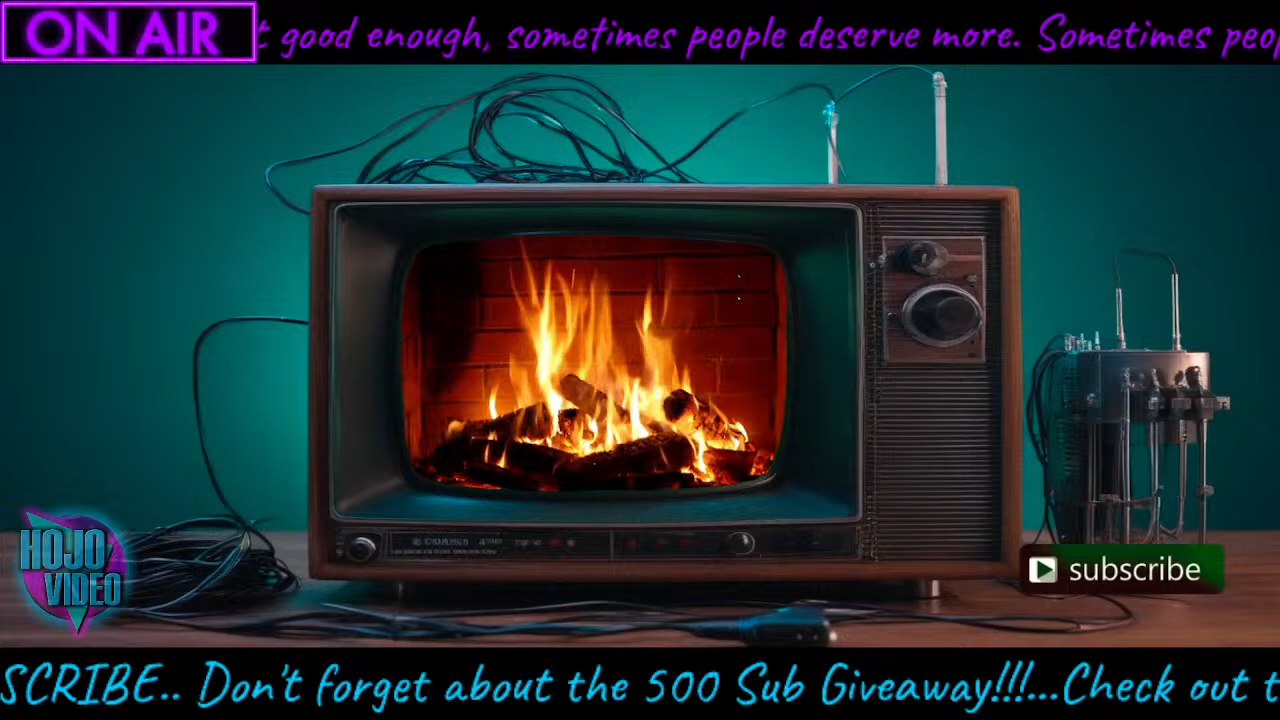 ON AIR
t good enough, sometimes people deserve more. Sometimes peop
HOJO
VIDEO
subscribe
SCRIBE.. Don't forget about the 500 Sub Giveaway!!!...Check out t